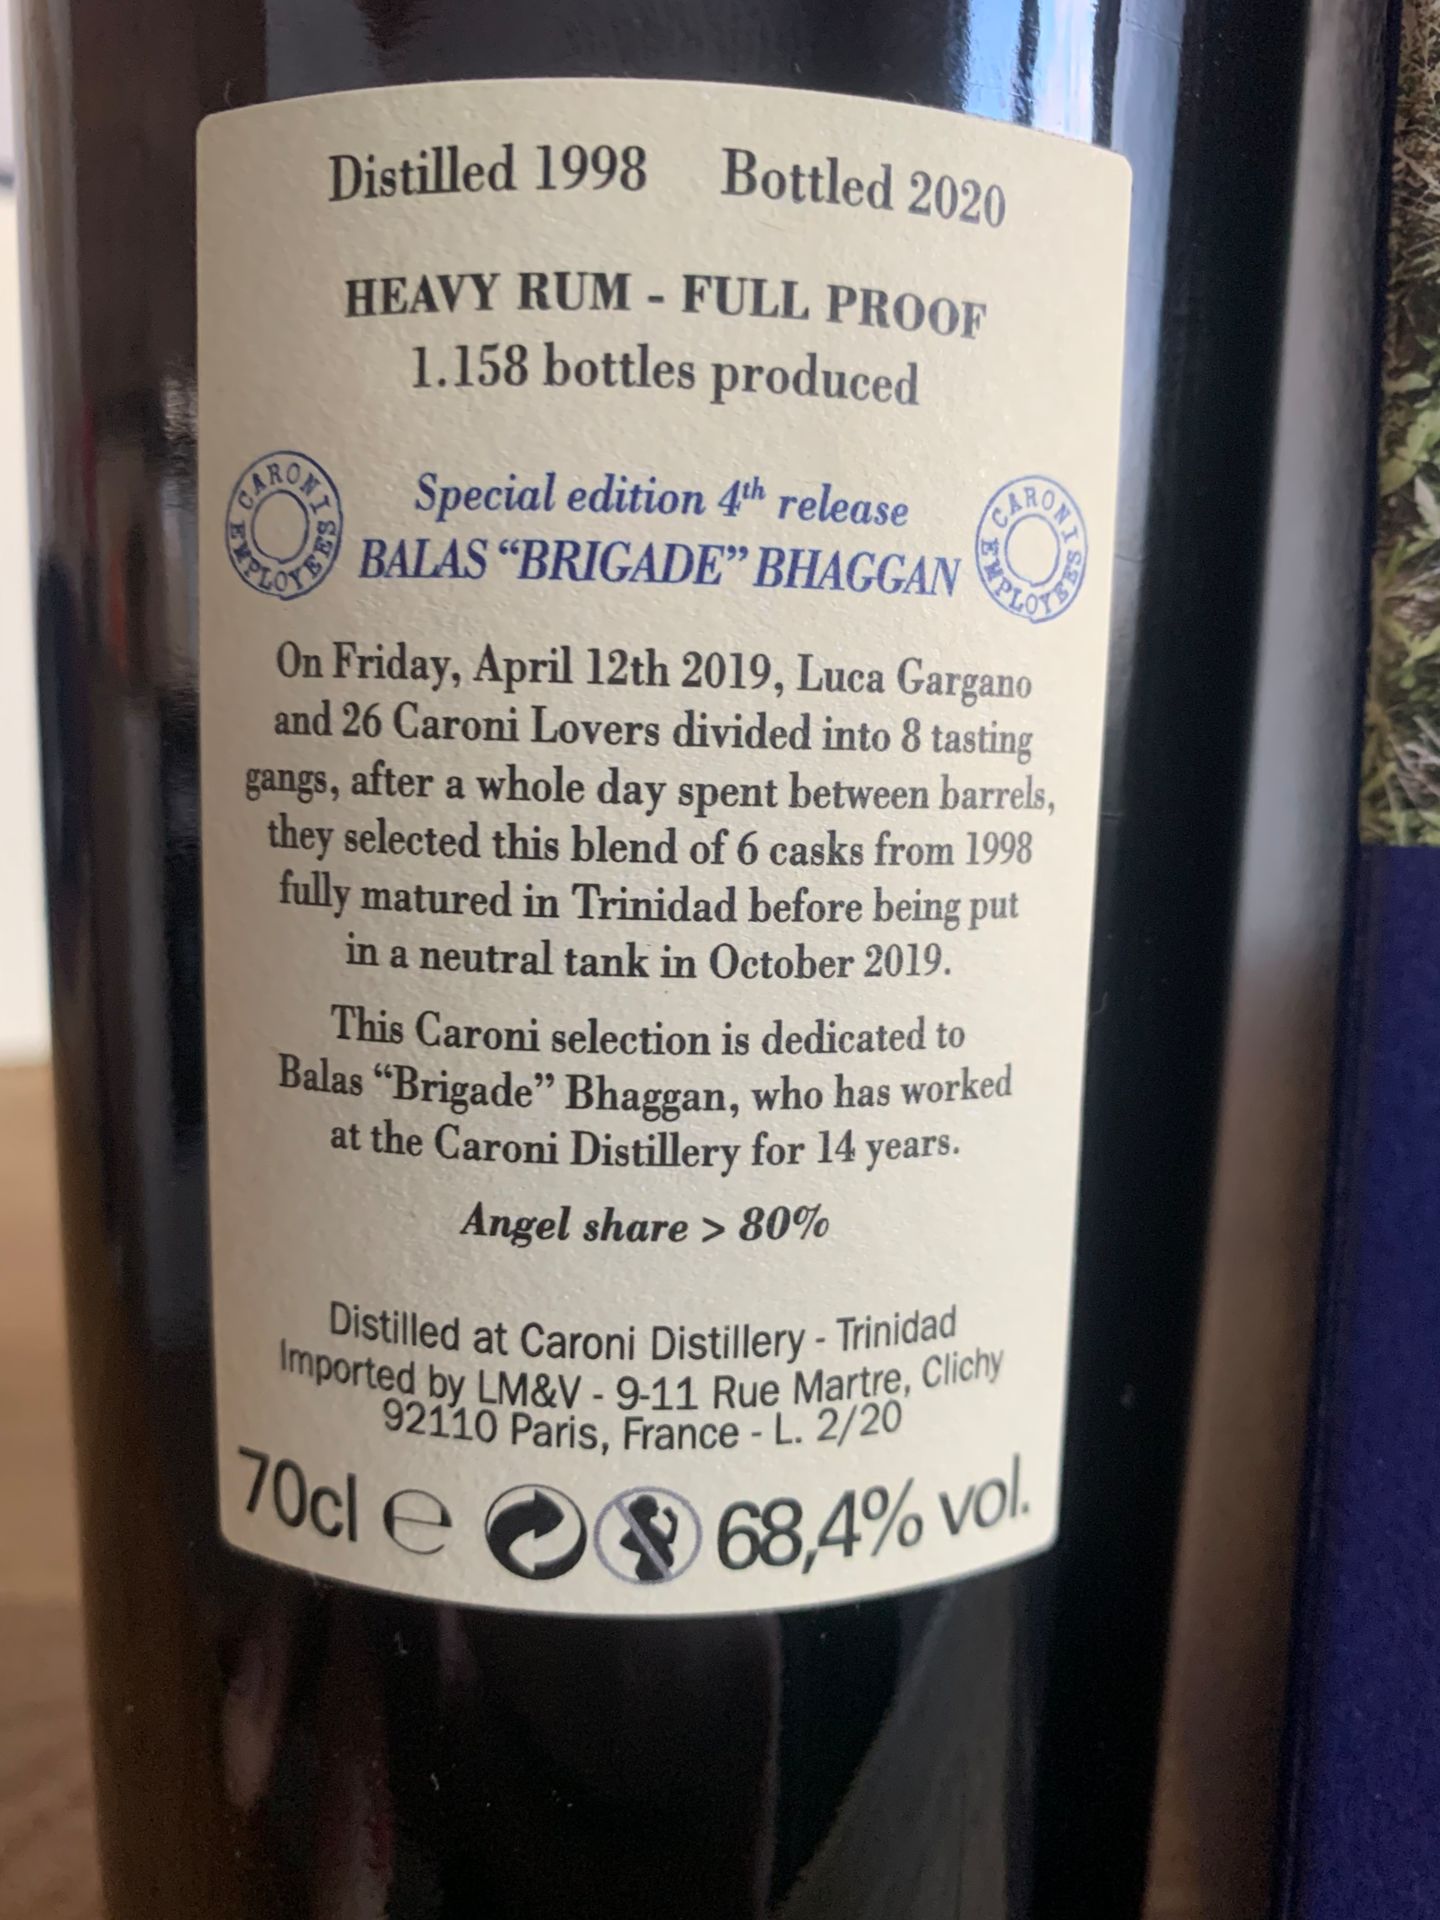 Distilled 1998 Bottled 2020
HEAVY RUM - FULL PROOF
1.158 bottles produced
CARONI EMPLOYEES
Special edition 4th release
BALAS “BRIGADE” BHAGGAN
CARONI EMPLOYEES
On Friday, April 12th 2019, Luca Gargano
and 26 Caroni Lovers divided into 8 tasting
gangs, after a whole day spent between barrels,
they selected this blend of 6 casks from 1998
fully matured in Trinidad before being put
in a neutral tank in October 2019.
This Caroni selection is dedicated to
Balas “Brigade” Bhaggan, who has worked
at the Caroni Distillery for 14 years.
Angel share > 80%
Distilled at Caroni Distillery - Trinidad
Imported by LM&V - 9-11 Rue Martre, Clichy
92110 Paris, France - L. 2/20
70cl ℮ 68,4% vol.